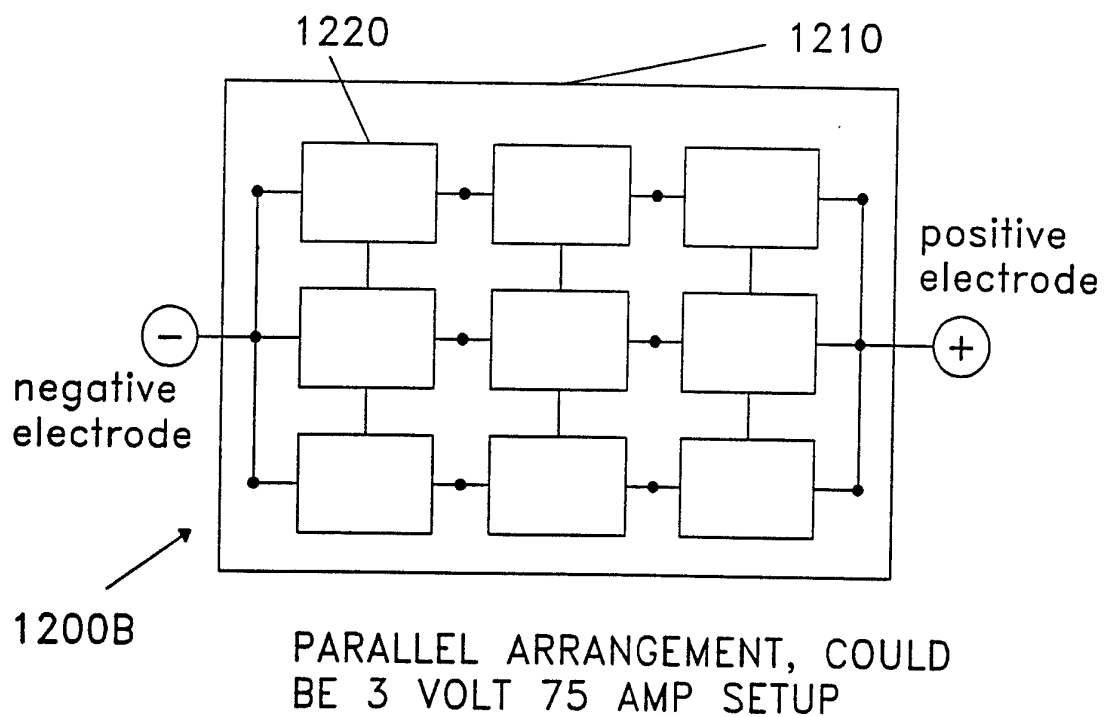 1220
1210
positive
electrode
−
+
negative
electrode
1200B
PARALLEL ARRANGEMENT, COULD
BE 3 VOLT 75 AMP SETUP